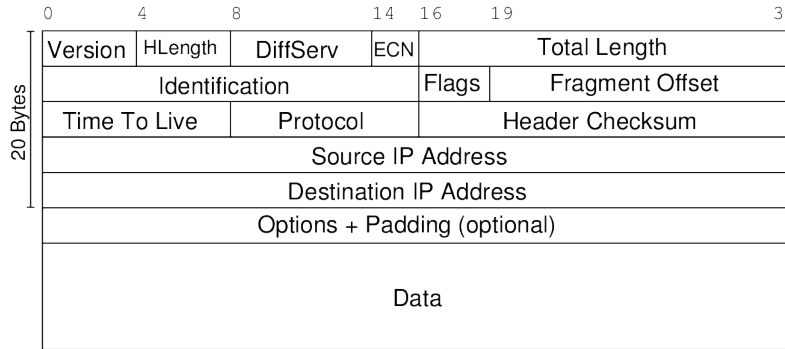 0 4 8 14 16 19 3
Version HLength DiffServ ECN Total Length
Identification Flags Fragment Offset
Time To Live Protocol Header Checksum
Source IP Address
Destination IP Address
Options + Padding (optional)
Data
20 Bytes